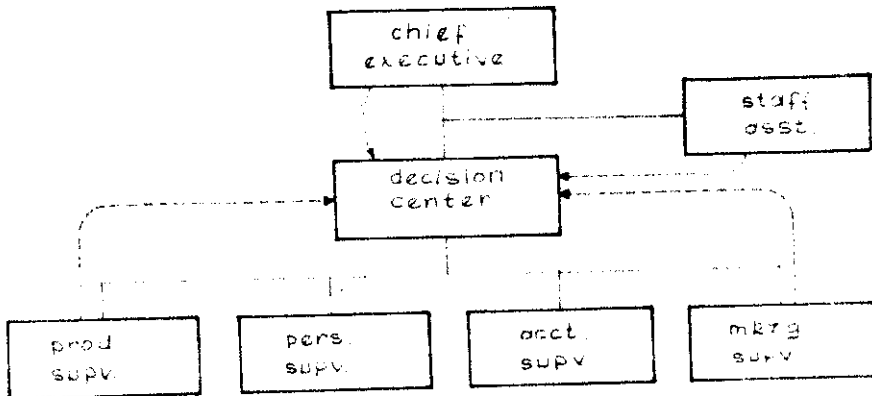 chief
executive
staff
asst.
decision
center
prod
supv.
pers.
supv.
acct.
supv
mktg
supv